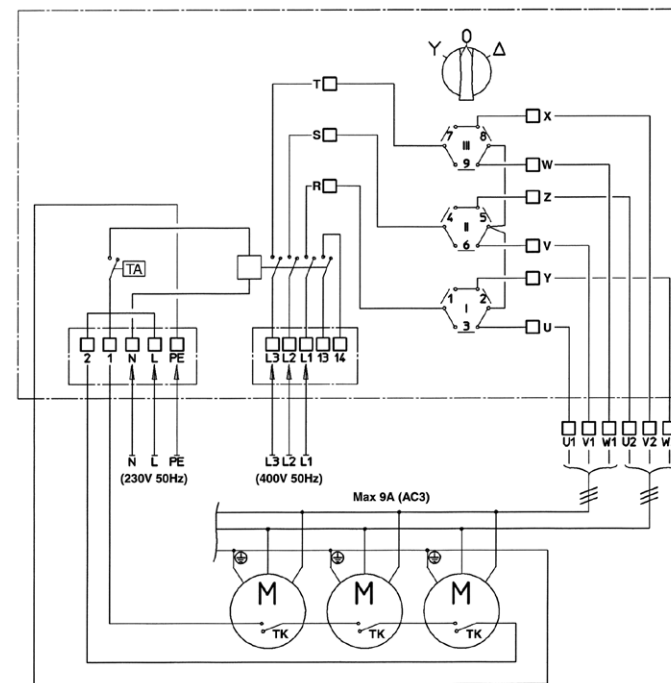 Y O Δ
T X
7 8
III
9 W
S Z
4 5
II
6 V
R Y
1 2
I
3 U
TA
2 1 N L PE
L3 L2 L1 13 14
U1 V1 W1 U2 V2 W
N L PE
(230V 50Hz)
L3 L2 L1
(400V 50Hz)
Max 9A (AC3)
M M M
TK TK TK